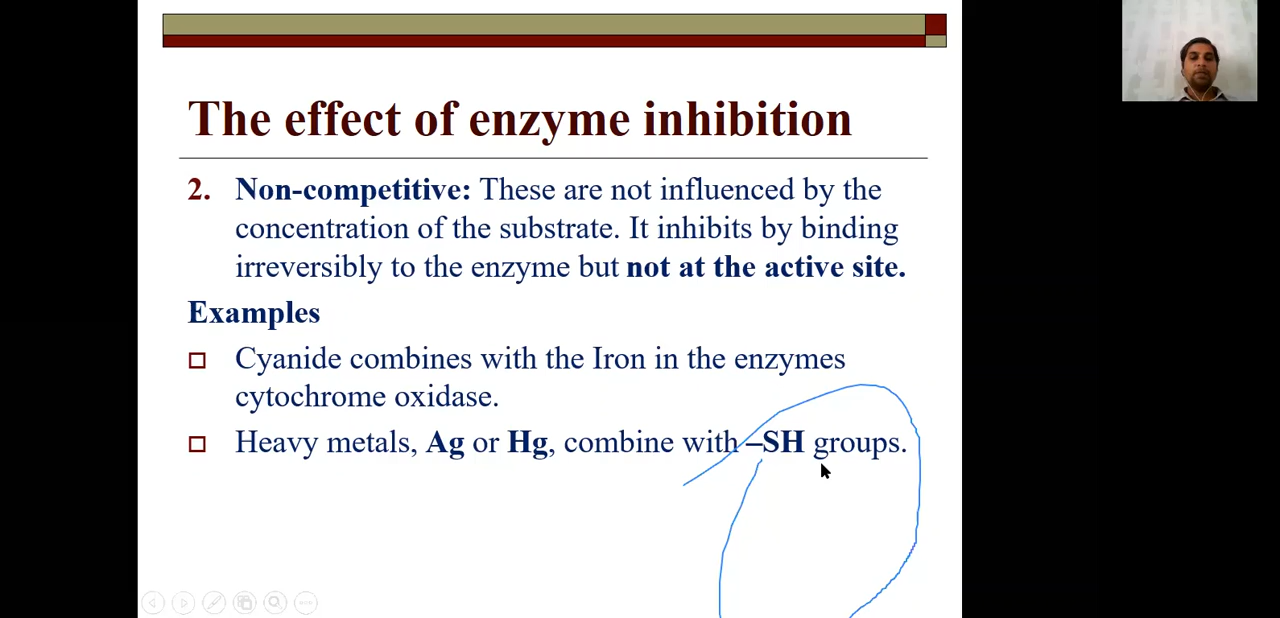 The effect of enzyme inhibition
2. Non-competitive: These are not influenced by the
concentration of the substrate. It inhibits by binding
irreversibly to the enzyme but not at the active site.
Examples
Cyanide combines with the Iron in the enzymes
cytochrome oxidase.
Heavy metals, Ag or Hg, combine with –SH groups.